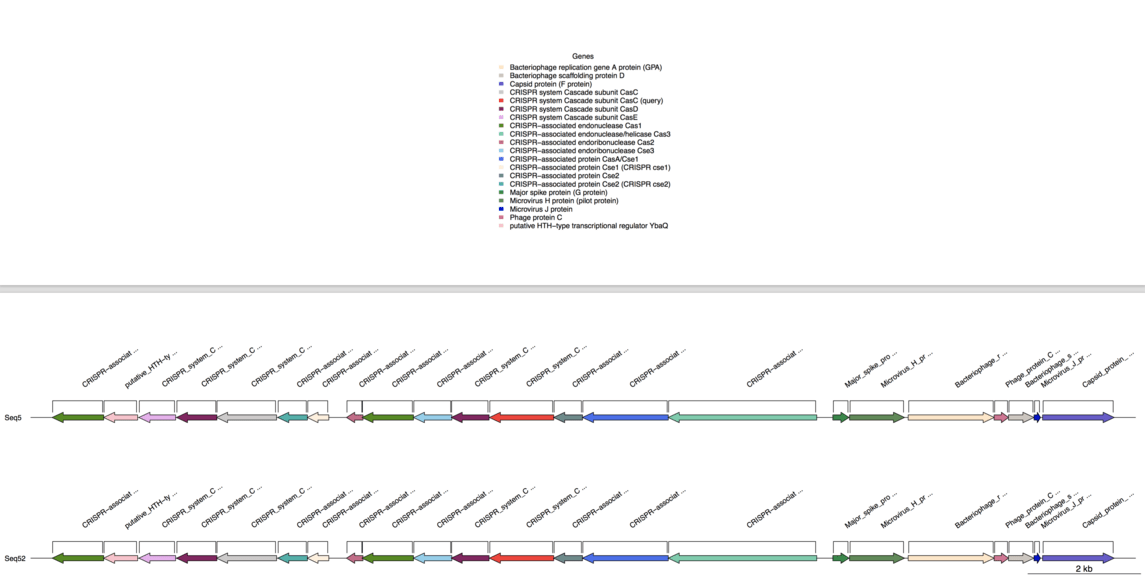 Genes
Bacteriophage replication gene A protein (GPA)
Bacteriophage scaffolding protein D
Capsid protein (F protein)
CRISPR system Cascade subunit CasC
CRISPR system Cascade subunit CasC (query)
CRISPR system Cascade subunit CasD
CRISPR system Cascade subunit CasE
CRISPR-associated endonuclease Cas1
CRISPR-associated endonuclease/helicase Cas3
CRISPR-associated endoribonuclease Cas2
CRISPR-associated endoribonuclease Cse3
CRISPR-associated protein CasA/Cse1
CRISPR-associated protein Cse1 (CRISPR cse1)
CRISPR-associated protein Cse2
CRISPR-associated protein Cse2 (CRISPR cse2)
Major spike protein (G protein)
Microvirus H protein (pilot protein)
Microvirus J protein
Phage protein C
putative HTH-type transcriptional regulator YbaQ
CRISPR-associat ...
putative_HTH-ty ...
CRISPR_system_C ...
CRISPR_system_C ...
CRISPR_system_C ...
CRISPR-associat ...
CRISPR-associat ...
CRISPR-associat ...
CRISPR-associat ...
CRISPR_system_C ...
CRISPR_system_C ...
CRISPR-associat ...
CRISPR-associat ...
CRISPR-associat ...
Major_spike_pro ...
Microvirus_H_pr ...
Bacteriophage_r ...
Phage_protein_C ...
Bacteriophage_s ...
Microvirus_J_pr ...
Capsid_protein_ ...
Seq5
CRISPR-associat ...
putative_HTH-ty ...
CRISPR_system_C ...
CRISPR_system_C ...
CRISPR_system_C ...
CRISPR-associat ...
CRISPR-associat ...
CRISPR-associat ...
CRISPR-associat ...
CRISPR_system_C ...
CRISPR_system_C ...
CRISPR-associat ...
CRISPR-associat ...
CRISPR-associat ...
Major_spike_pro ...
Microvirus_H_pr ...
Bacteriophage_r ...
Phage_protein_C ...
Bacteriophage_s ...
Microvirus_J_pr ...
Capsid_protein_ ...
Seq52
2 kb